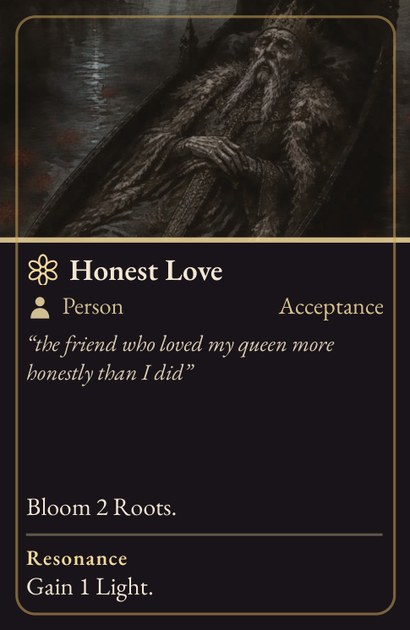 Honest Love
Person Acceptance
“the friend who loved my queen more
honestly than I did”
Bloom 2 Roots.
Resonance
Gain 1 Light.